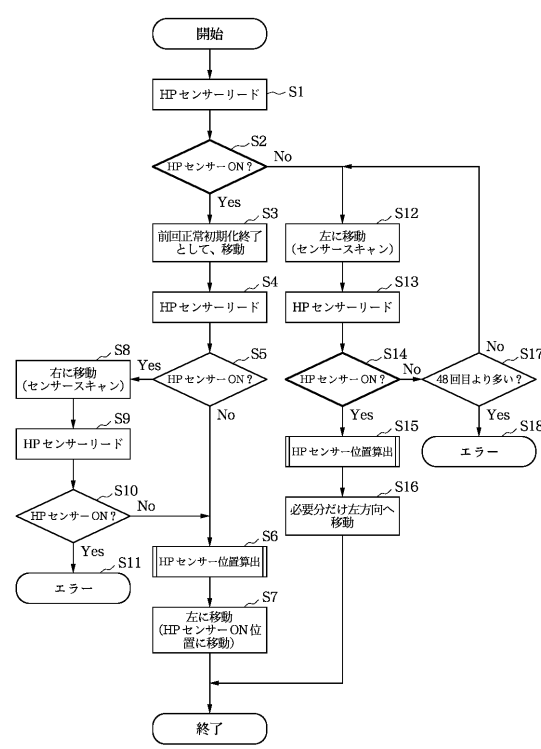 開始
HPセンサーリード
S1
S2
HPセンサーON？
No
Yes
S3
前回正常初期化終了
として、移動
S4
HPセンサーリード
S5
HPセンサーON？
Yes
No
S8
右に移動
（センサースキャン）
S9
HPセンサーリード
S10
HPセンサーON？
No
Yes
S11
エラー
S6
HPセンサー位置算出
S7
左に移動
（HPセンサーON位
置に移動）
S12
左に移動
（センサースキャン）
S13
HPセンサーリード
S14
HPセンサーON？
No
Yes
S15
HPセンサー位置算出
S16
必要分だけ左方向へ
移動
No
S17
48回目より多い？
Yes
S18
エラー
終了